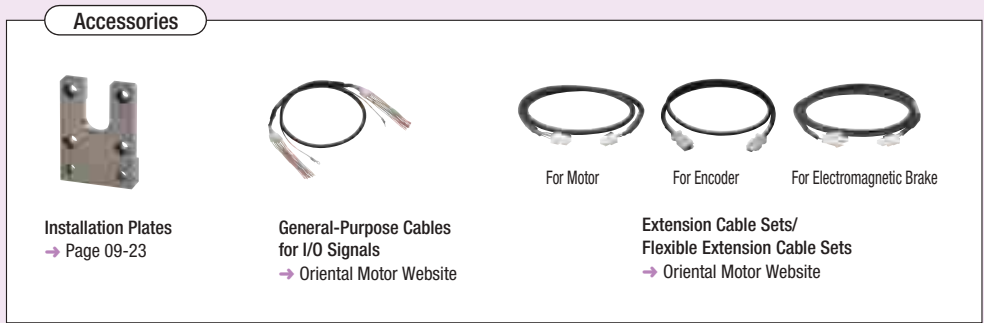 Accessories
Installation Plates
→ Page 09-23
General-Purpose Cables
for I/O Signals
→ Oriental Motor Website
For Motor
For Encoder
For Electromagnetic Brake
Extension Cable Sets/
Flexible Extension Cable Sets
→ Oriental Motor Website